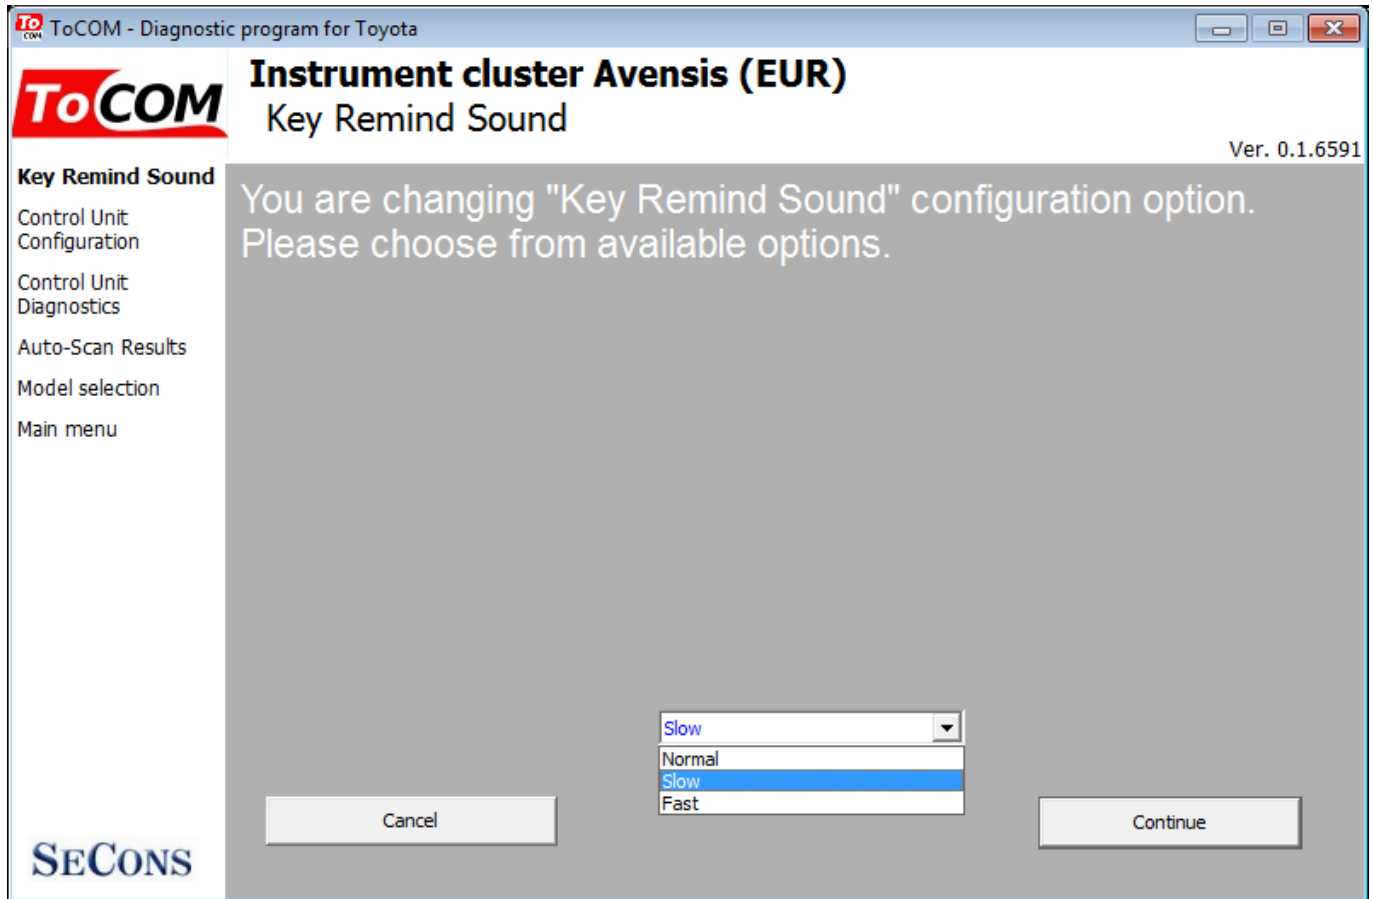 To
COM
ToCOM - Diagnostic program for Toyota
ToCOM
Instrument cluster Avensis (EUR)
Key Remind Sound
Ver. 0.1.6591
Key Remind Sound
Control Unit
Configuration
Control Unit
Diagnostics
Auto-Scan Results
Model selection
Main menu
You are changing "Key Remind Sound" configuration option.
Please choose from available options.
Slow
Normal
Slow
Fast
Cancel
Continue
SECONS